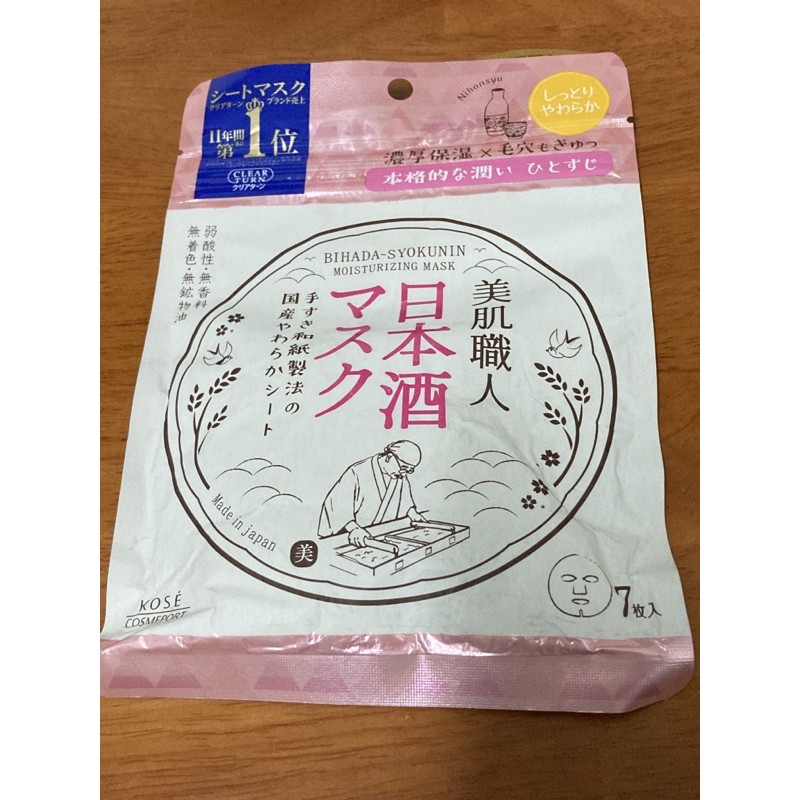 シートマスク
クリアターン ブランド売上
11年間
第1位
CLEAR
TURN
クリアターン
Nihonsyu
しっとり
やわらか
濃厚保湿×毛穴もきゅっ
本格的な潤い ひとすじ
弱酸性・無香料
無着色・無鉱物油
BIHADA-SYOKUNIN
MOISTURIZING MASK
美肌職人
日本酒
マスク
手すき和紙製法の
国産やわらかシート
Made in japan
美
KOSÉ
COSMEPORT
7枚入